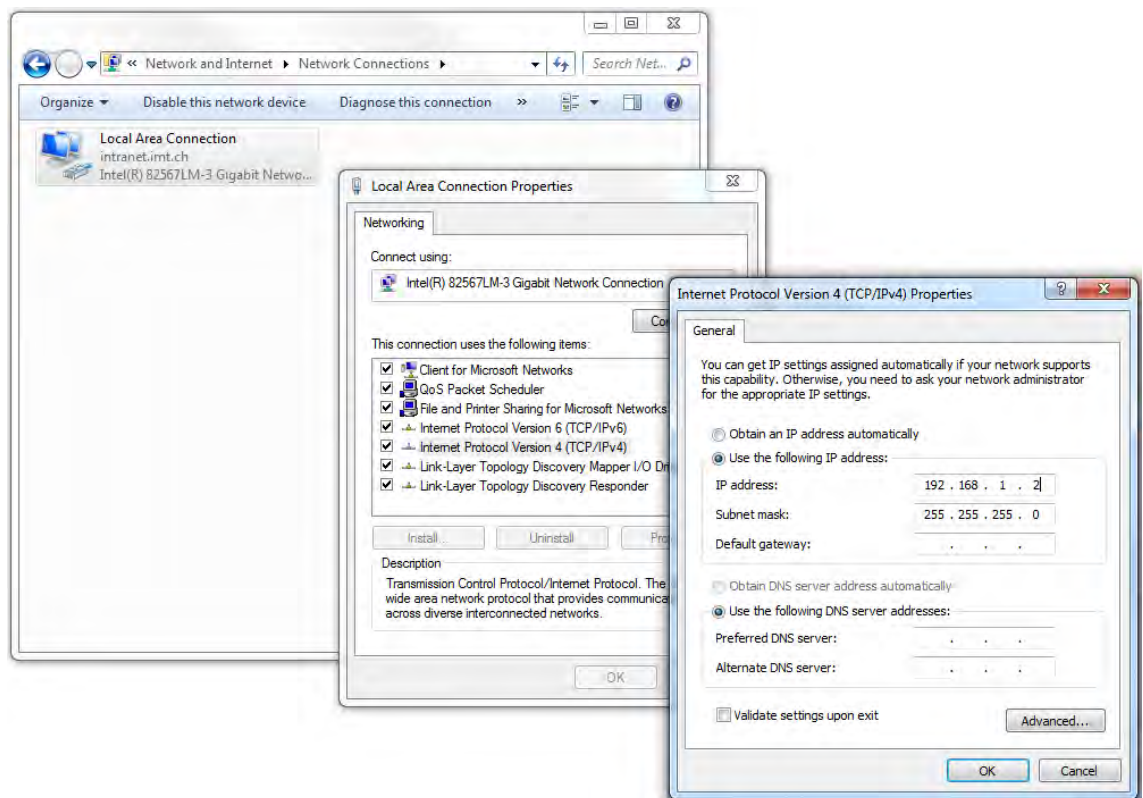 « Network and Internet ▸ Network Connections ▸
Search Net...
Organize ▾ Disable this network device Diagnose this connection »
Local Area Connection
intranet.imt.ch
Intel(R) 82567LM-3 Gigabit Netwo...
Local Area Connection Properties
Networking
Connect using:
Intel(R) 82567LM-3 Gigabit Network Connection
This connection uses the following items:
Client for Microsoft Networks
QoS Packet Scheduler
File and Printer Sharing for Microsoft Networks
Internet Protocol Version 6 (TCP/IPv6)
Internet Protocol Version 4 (TCP/IPv4)
Link-Layer Topology Discovery Mapper I/O
Link-Layer Topology Discovery Responder
Install... Uninstall
Description
Transmission Control Protocol/Internet Protocol. The
wide area network protocol that provides
across diverse interconnected networks.
OK
Internet Protocol Version 4 (TCP/IPv4) Properties
General
You can get IP settings assigned automatically if your network supports
this capability. Otherwise, you need to ask your network administrator
for the appropriate IP settings.
Obtain an IP address automatically
Use the following IP address:
IP address: 192 . 168 . 1 . 2
Subnet mask: 255 . 255 . 255 . 0
Default gateway: . . .
Obtain DNS server address automatically
Use the following DNS server addresses:
Preferred DNS server: . . .
Alternate DNS server: . . .
Validate settings upon exit
Advanced...
OK Cancel